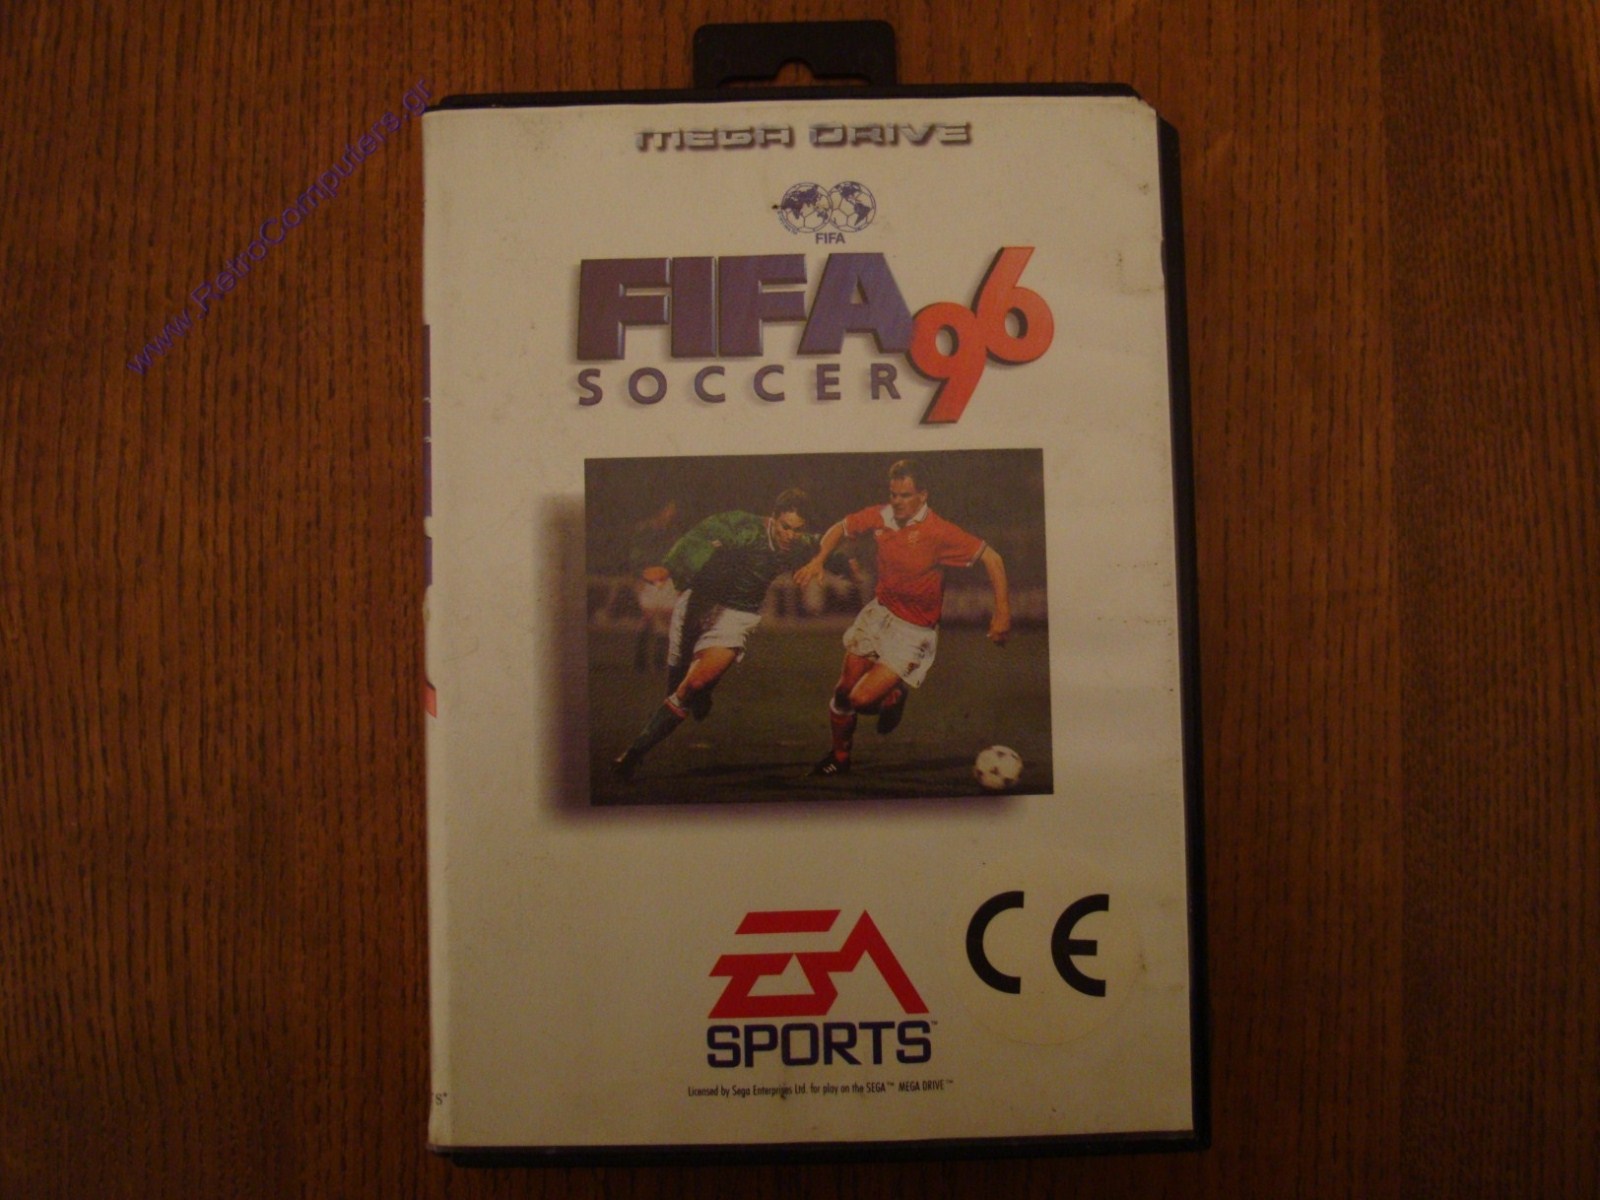 www.RetroComputers.gr
MEGA DRIVE
FIFA
FIFA 96
SOCCER
EA
SPORTS™
CE
Licensed by Sega Enterprises Ltd. for play on the SEGA™ MEGA DRIVE™
S*